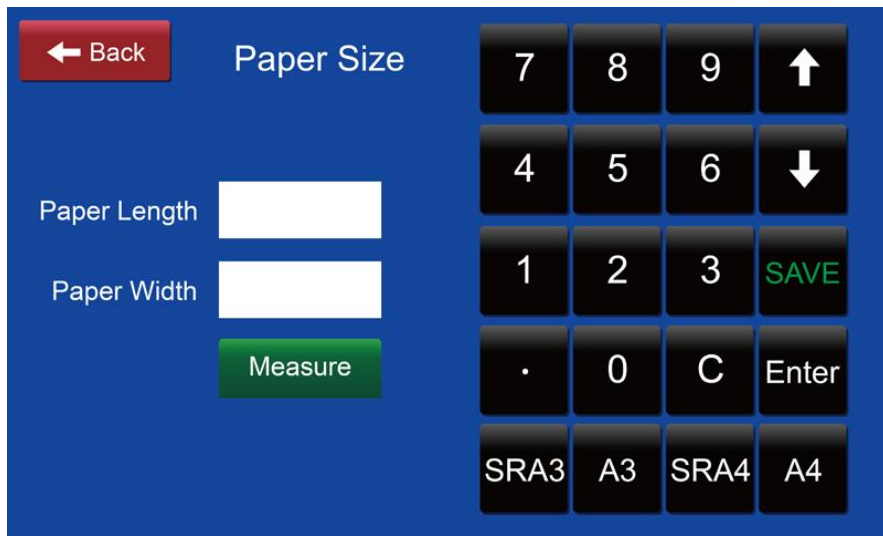 ← Back
Paper Size
7 8 9 ↑
4 5 6 ↓
Paper Length
1 2 3 SAVE
Paper Width
Measure
. 0 C Enter
SRA3 A3 SRA4 A4